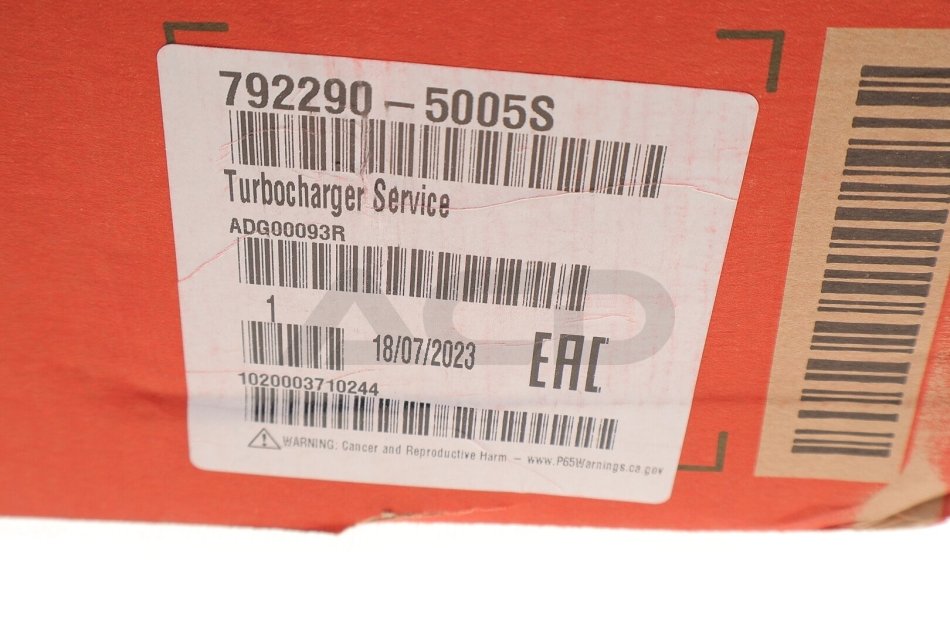 792290 – 5005S
Turbocharger Service
ADG00093R
1
18/07/2023
EAC
1020003710244
WARNING: Cancer and Reproductive Harm – www.P65Warnings.ca.gov
ACD